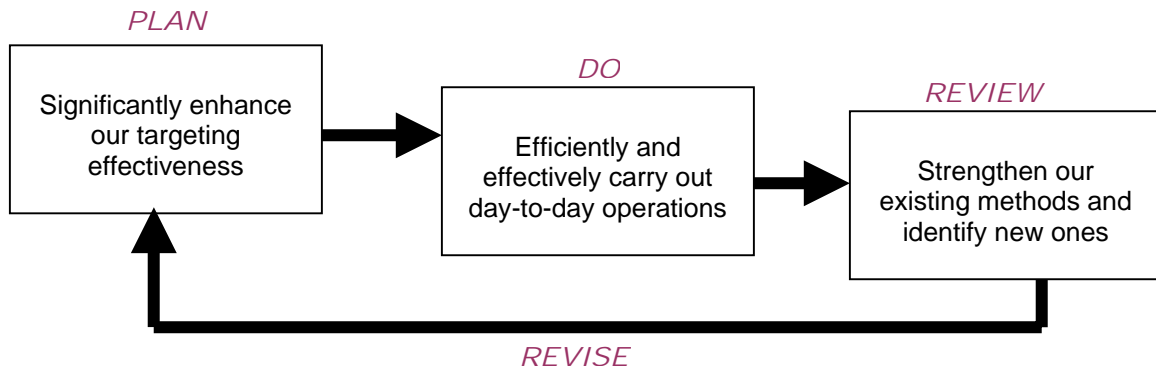 PLAN
Significantly enhance
our targeting
effectiveness
DO
Efficiently and
effectively carry out
day-to-day operations
REVIEW
Strengthen our
existing methods and
identify new ones
REVISE